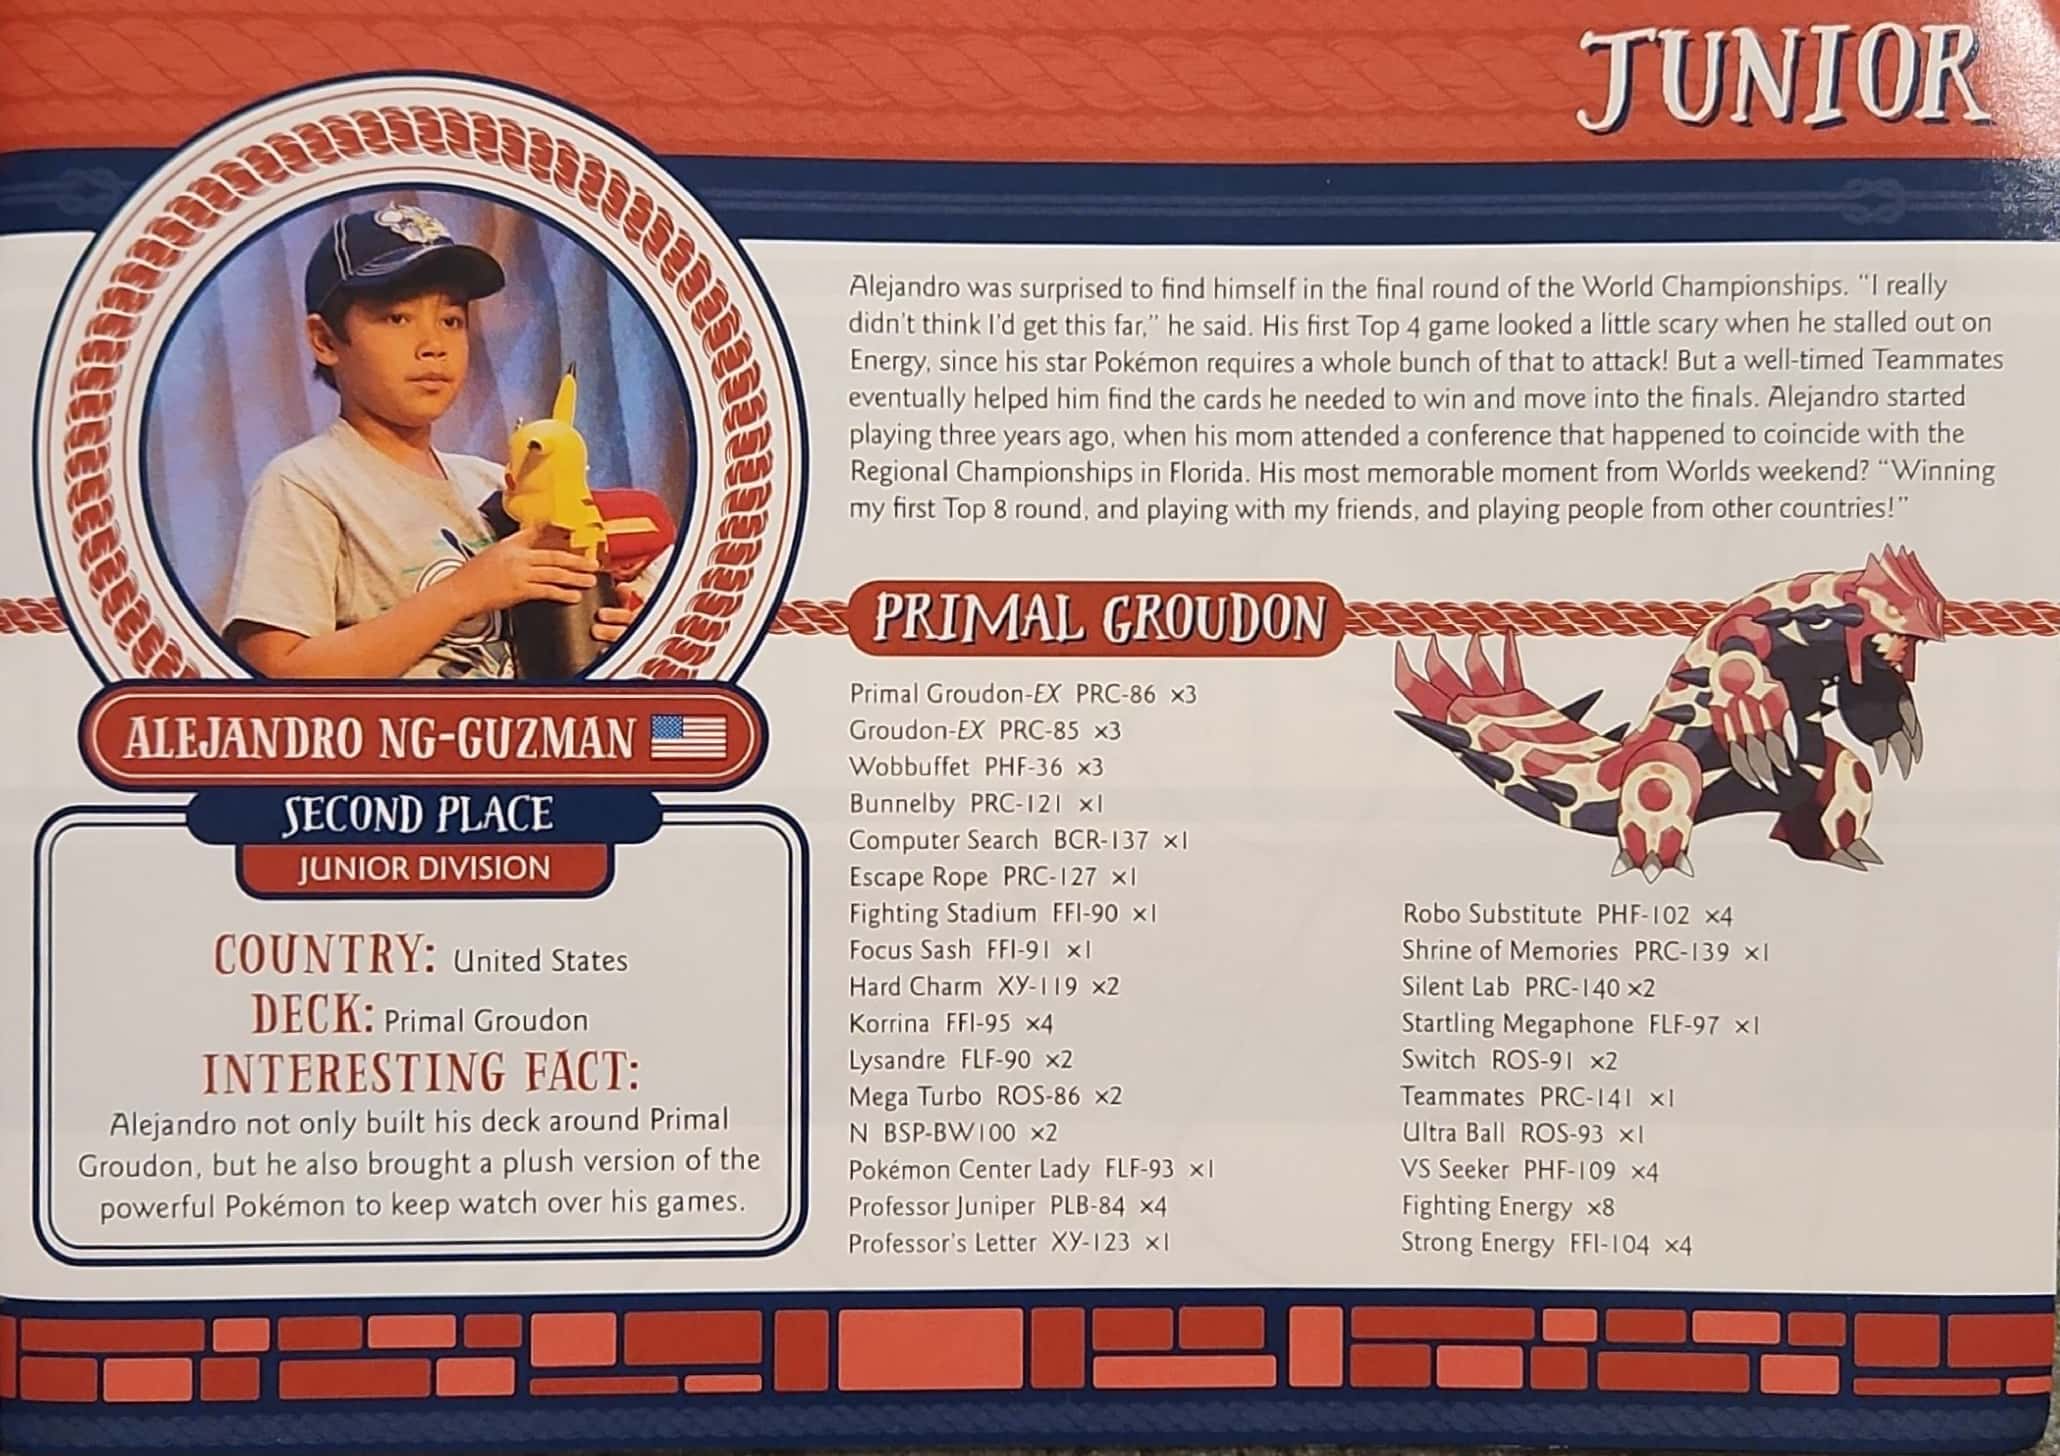 JUNIOR
Alejandro was surprised to find himself in the final round of the World Championships. “I really
didn’t think I’d get this far,” he said. His first Top 4 game looked a little scary when he stalled out on
Energy, since his star Pokémon requires a whole bunch of that to attack! But a well-timed Teammates
eventually helped him find the cards he needed to win and move into the finals. Alejandro started
playing three years ago, when his mom attended a conference that happened to coincide with the
Regional Championships in Florida. His most memorable moment from Worlds weekend? “Winning
my first Top 8 round, and playing with my friends, and playing people from other countries!”
ALEJANDRO NG-GUZMAN
SECOND PLACE
JUNIOR DIVISION
COUNTRY: United States
DECK: Primal Groudon
INTERESTING FACT:
Alejandro not only built his deck around Primal
Groudon, but he also brought a plush version of the
powerful Pokémon to keep watch over his games.
PRIMAL GROUDON
Primal Groudon-EX PRC-86 ×3
Groudon-EX PRC-85 ×3
Wobbuffet PHF-36 ×3
Bunnelby PRC-121 ×1
Computer Search BCR-137 ×1
Escape Rope PRC-127 ×1
Fighting Stadium FFI-90 ×1
Focus Sash FFI-91 ×1
Hard Charm XY-119 ×2
Korrina FFI-95 ×4
Lysandre FLF-90 ×2
Mega Turbo ROS-86 ×2
N BSP-BW100 ×2
Pokémon Center Lady FLF-93 ×1
Professor Juniper PLB-84 ×4
Professor’s Letter XY-123 ×1
Robo Substitute PHF-102 ×4
Shrine of Memories PRC-139 ×1
Silent Lab PRC-140 ×2
Startling Megaphone FLF-97 ×1
Switch ROS-91 ×2
Teammates PRC-141 ×1
Ultra Ball ROS-93 ×1
VS Seeker PHF-109 ×4
Fighting Energy ×8
Strong Energy FFI-104 ×4